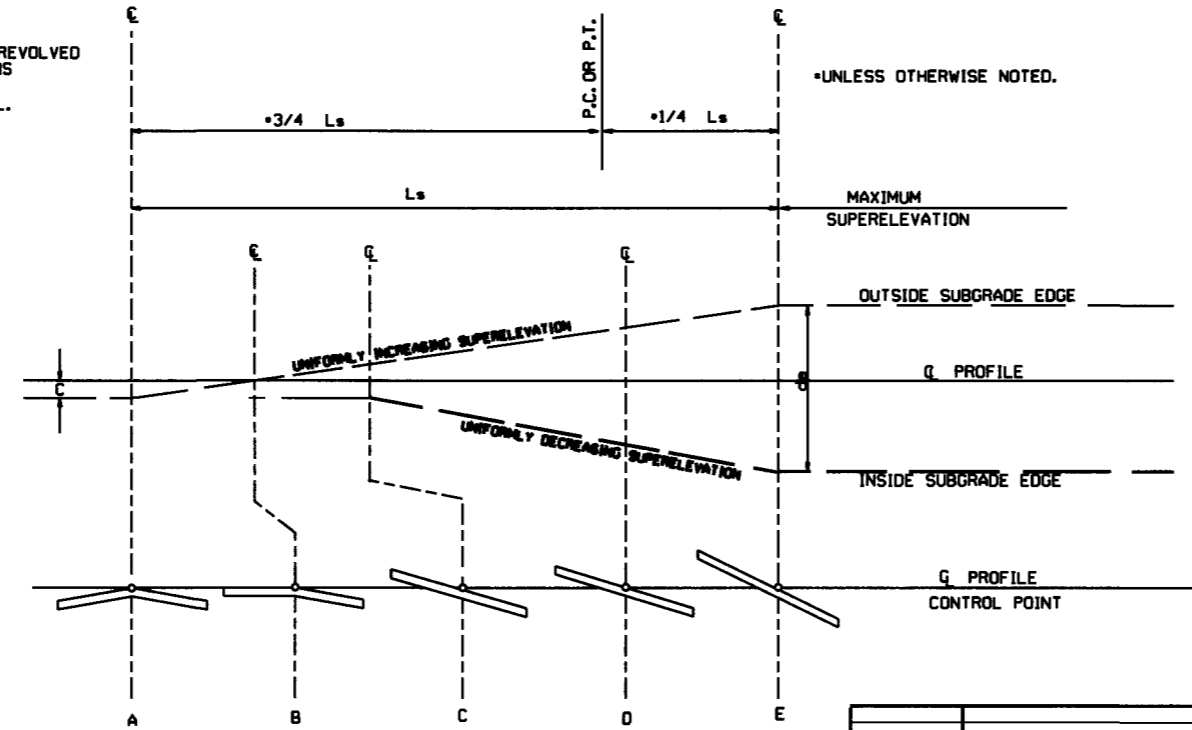 ℄
℄
REVOLVED
P.C. OR P.T.
*UNLESS OTHERWISE NOTED.
*3/4 Ls
*1/4 Ls
Ls
MAXIMUM
SUPERELEVATION
℄
℄
℄
OUTSIDE SUBGRADE EDGE
UNIFORMLY INCREASING SUPERELEVATION
℄ PROFILE
C
UNIFORMLY DECREASING SUPERELEVATION
INSIDE SUBGRADE EDGE
℄ PROFILE
CONTROL POINT
A
B
C
D
E